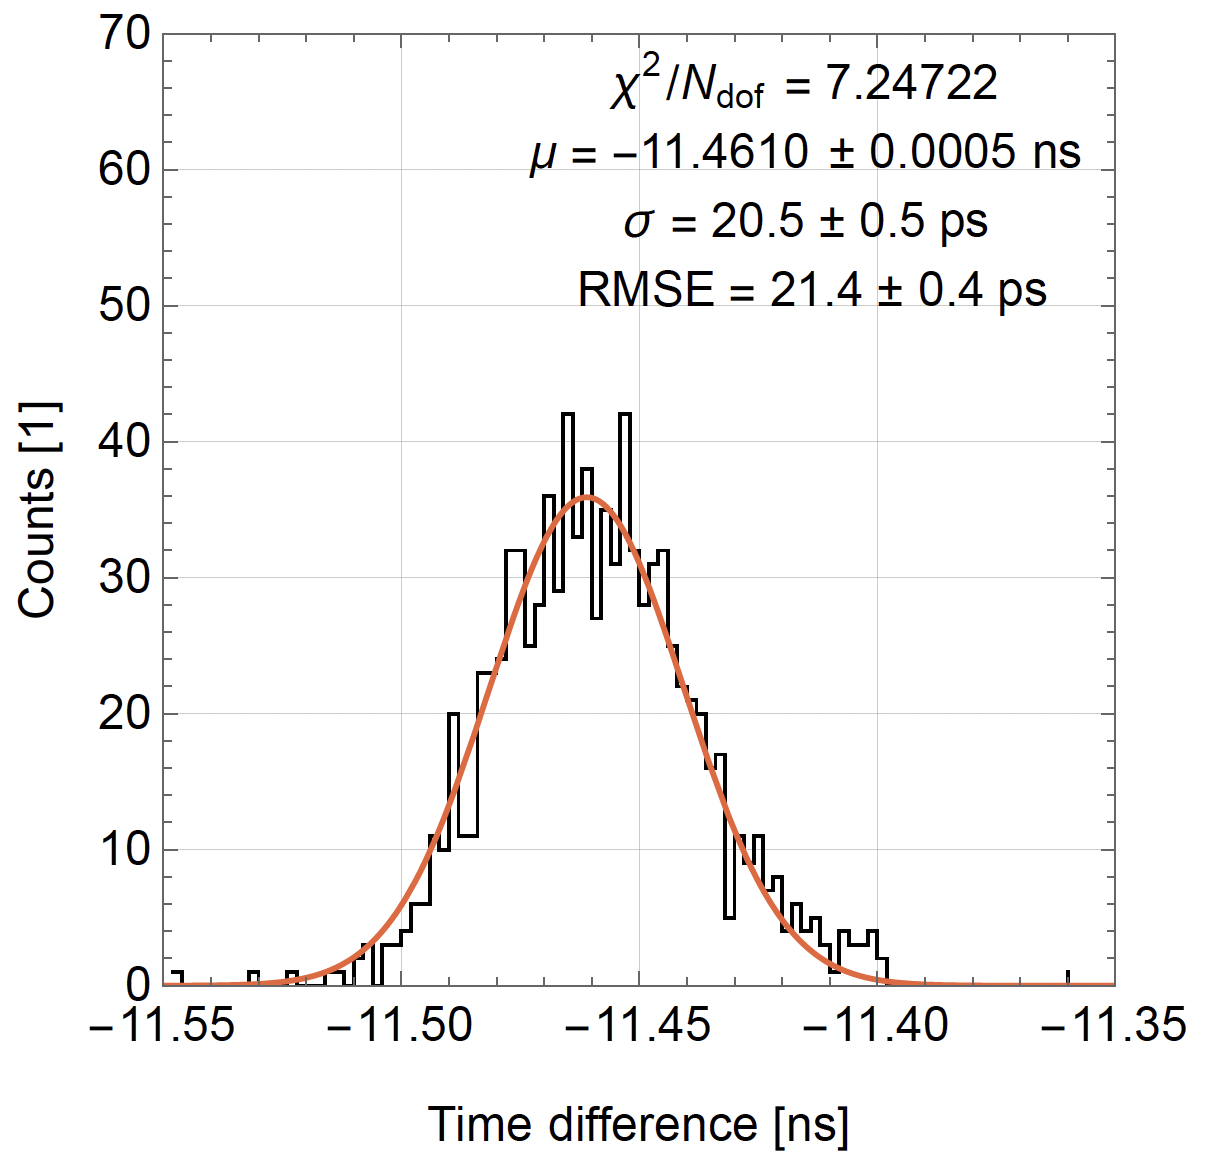 70
60
50
40
30
20
10
0
Counts [1]
χ²/N_dof = 7.24722
μ = −11.4610 ± 0.0005 ns
σ = 20.5 ± 0.5 ps
RMSE = 21.4 ± 0.4 ps
−11.55 −11.50 −11.45 −11.40 −11.35
Time difference [ns]